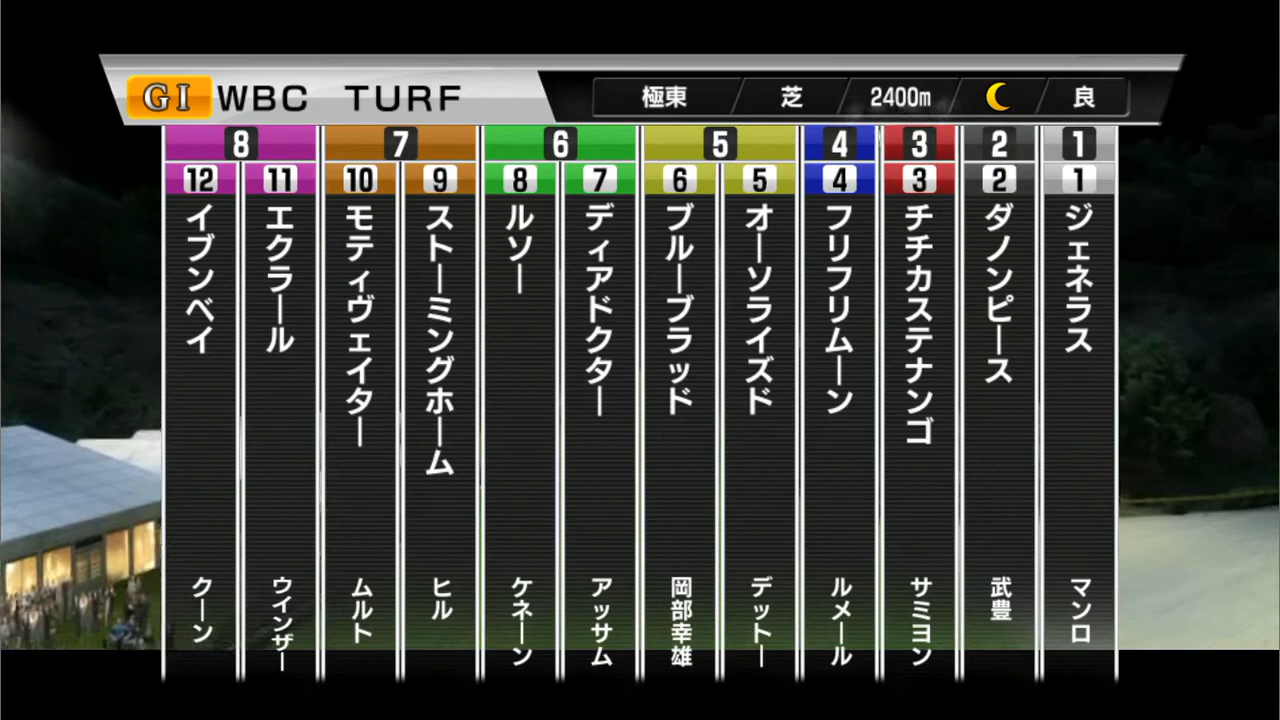 GI WBC TURF 極東 芝 2400m 良
8 7 6 5 4 3 2 1
12 11 10 9 8 7 6 5 4 3 2 1
ジェネラス
ダノンピース
チチカステナンゴ
フリフリムーン
オーソライズド
ブルーブラッド
ディアドクター
ルソー
ストーミングホーム
モティヴェイター
エクラール
イブンベイ
マンロ
武豊
サミヨン
ルメール
デットー
岡部幸雄
アッサム
ケネーン
ヒル
ムルト
ウィンザー
クーン